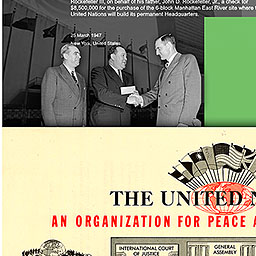 Rockefeller III, on behalf of his father, John D. Rockefeller, Jr., a check for
$8,500,000 for the purchase of the 6-block Manhattan East River site where
United Nations will build its permanent Headquarters.
25 March 1947
New York, United States
THE UNITED
AN ORGANIZATION FOR PEACE
INTERNATIONAL COURT
OF JUSTICE
GENERAL
ASSEMBLY